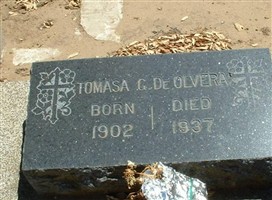 TOMASA G. DE OLVERA
BORN DIED
1902 1937